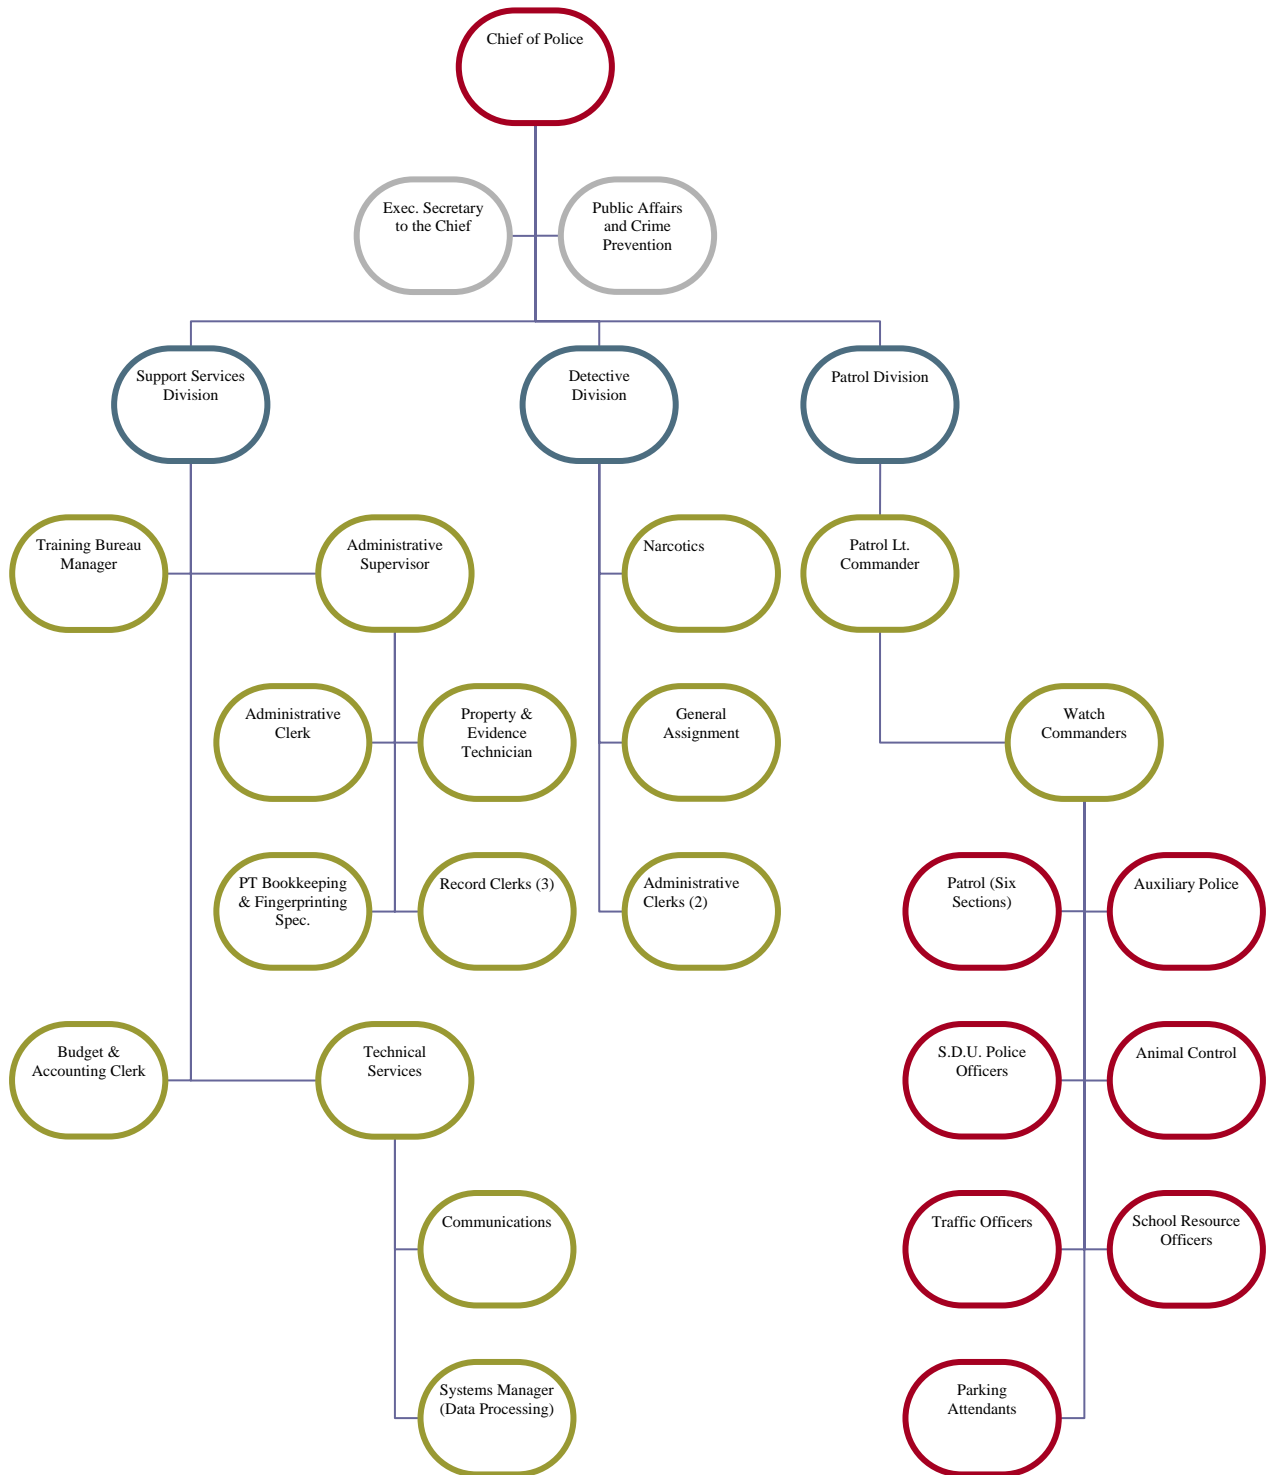 Chief of Police
Exec. Secretary
to the Chief
Public Affairs
and Crime
Prevention
Support Services
Division
Detective
Division
Patrol Division
Training Bureau
Manager
Administrative
Supervisor
Narcotics
Patrol Lt.
Commander
Administrative
Clerk
Property &
Evidence
Technician
General
Assignment
Watch
Commanders
PT Bookkeeping
& Fingerprinting
Spec.
Record Clerks (3)
Administrative
Clerks (2)
Patrol (Six
Sections)
Auxiliary Police
Budget &
Accounting Clerk
Technical
Services
S.D.U. Police
Officers
Animal Control
Communications
Traffic Officers
School Resource
Officers
Systems Manager
(Data Processing)
Parking
Attendants